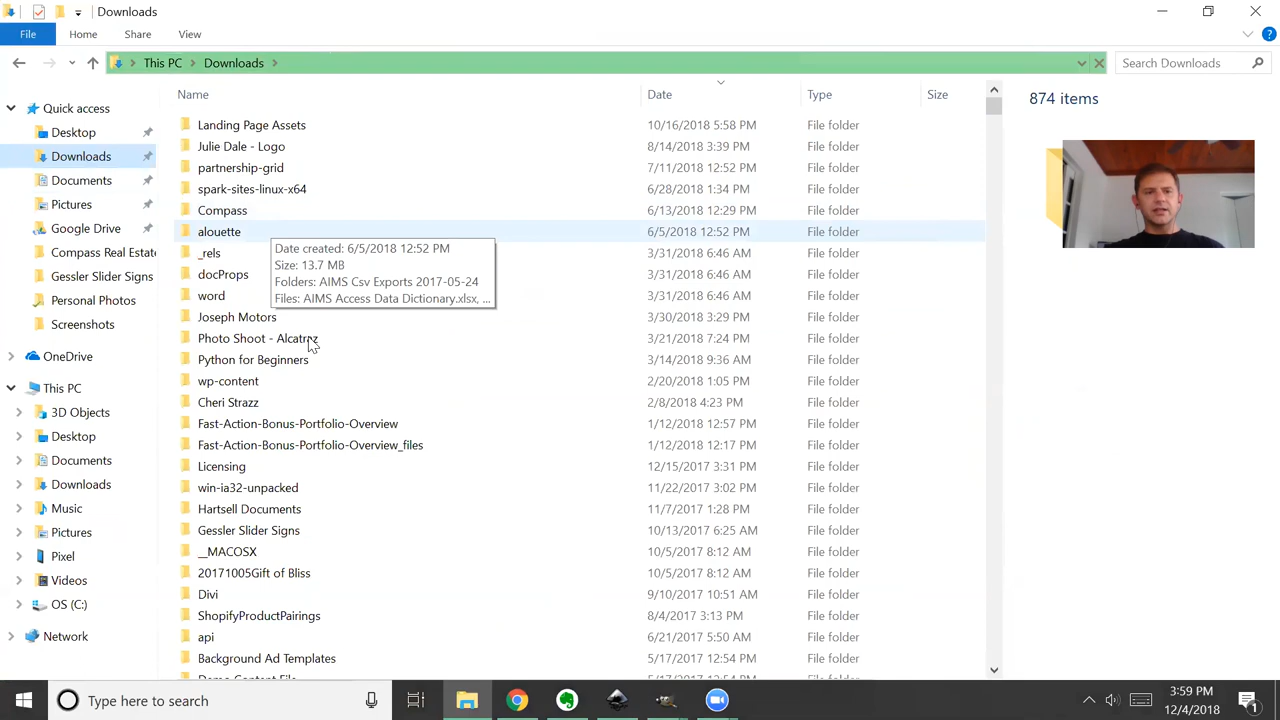 Downloads
File
Home
Share
View
This PC
Downloads
Search Downloads
Name
Date
Type
Size
874 items
Quick access
Desktop
Downloads
Documents
Pictures
Google Drive
Compass Real Estate
Gessler Slider Signs
Personal Photos
Screenshots
OneDrive
This PC
3D Objects
Desktop
Documents
Downloads
Music
Pictures
Pixel
Videos
OS (C:)
Network
Landing Page Assets 10/16/2018 5:58 PM File folder
Julie Dale - Logo 8/14/2018 3:39 PM File folder
partnership-grid 7/11/2018 12:53 PM File folder
spark-sites-linux-x64 6/28/2018 1:34 PM File folder
Compass 6/13/2018 12:29 PM File folder
alouette 6/5/2018 12:52 PM File folder
_rels 3/31/2018 6:46 AM File folder
docProps 3/31/2018 6:46 AM File folder
word 3/31/2018 6:46 AM File folder
Joseph Motors 3/30/2018 3:29 PM File folder
Photo Shoot - Alcatraz 3/21/2018 7:24 PM File folder
Python for Beginners 3/14/2018 9:36 AM File folder
wp-content 2/20/2018 1:05 PM File folder
Cheri Strazz 2/8/2018 4:23 PM File folder
Fast-Action-Bonus-Portfolio-Overview 1/12/2018 12:57 PM File folder
Fast-Action-Bonus-Portfolio-Overview_files 1/12/2018 12:17 PM File folder
Licensing 12/15/2017 3:31 PM File folder
win-ia32-unpacked 11/22/2017 3:02 PM File folder
Hartsell Documents 11/7/2017 1:28 PM File folder
Gessler Slider Signs 10/13/2017 6:25 AM File folder
__MACOSX 10/5/2017 8:12 AM File folder
20171005Gift of Bliss 10/5/2017 8:12 AM File folder
Divi 9/10/2017 10:51 AM File folder
ShopifyProductPairings 8/4/2017 3:13 PM File folder
api 6/21/2017 5:50 AM File folder
Background Ad Templates 5/17/2017 12:54 PM File folder
Date created: 6/5/2018 12:52 PM
Size: 13.7 MB
Folders: AIMS Csv Exports 2017-05-24
Files: AIMS Access Data Dictionary.xlsx, ...
Type here to search
3:59 PM
12/4/2018
1